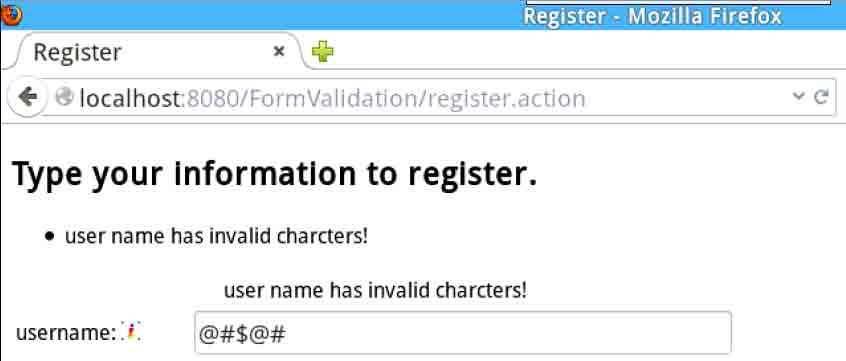 Register - Mozilla Firefox
Register
localhost:8080/FormValidation/register.action
Type your information to register.
user name has invalid charcters!
user name has invalid charcters!
username:
@#$@#